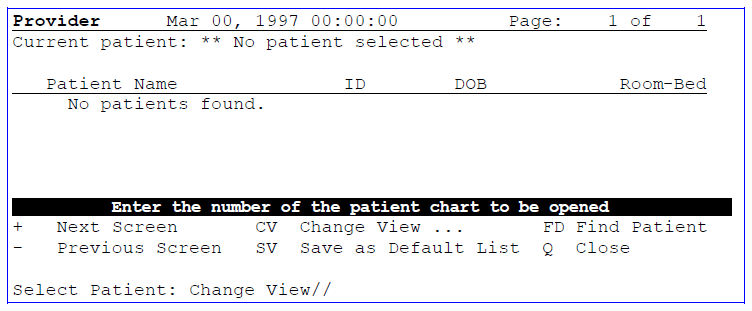 Provider Mar 00, 1997 00:00:00 Page: 1 of 1
Current patient: ** No patient selected **
Patient Name ID DOB Room-Bed
No patients found.
Enter the number of the patient chart to be opened
+ Next Screen CV Change View ... FD Find Patient
- Previous Screen SV Save as Default List Q Close
Select Patient: Change View//